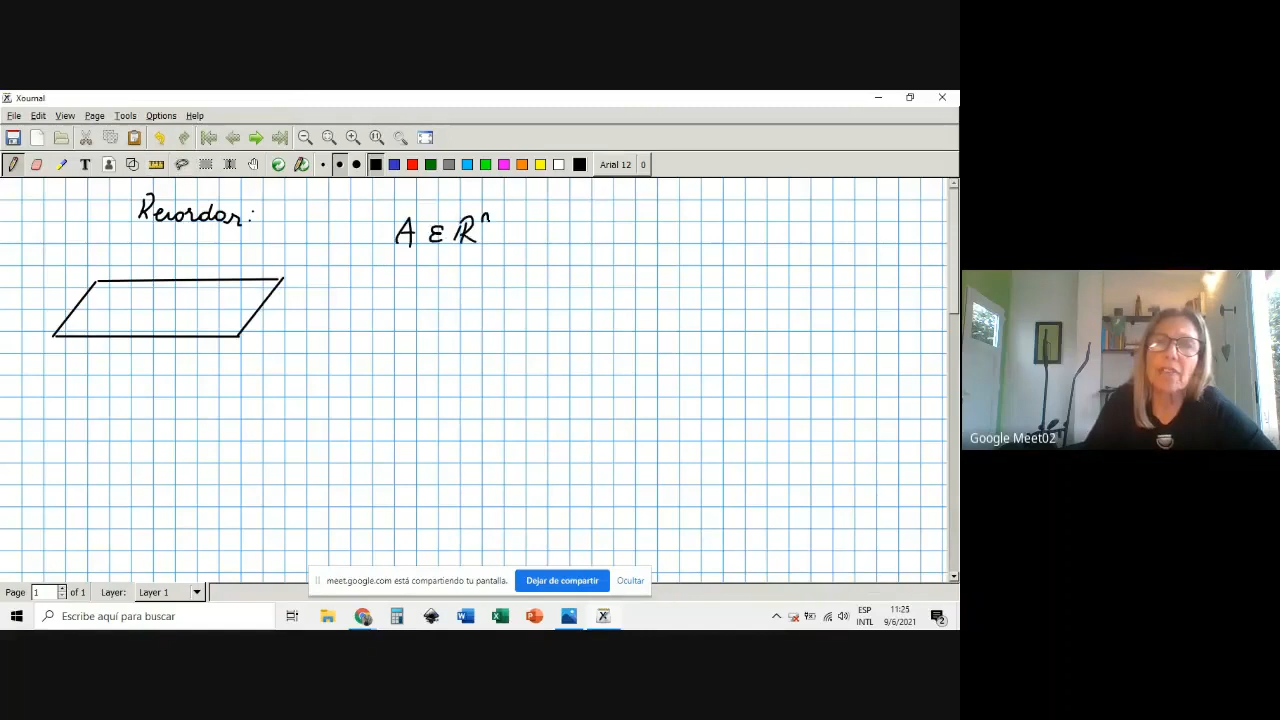 Xournal
File Edit View Page Tools Options Help
Arial 12 0
Recordar:
A ∈ ℝⁿ
Google Meet02
meet.google.com está compartiendo tu pantalla. Dejar de compartir Ocultar
Page 1 of 1 Layer: Layer 1
Escribe aquí para buscar
ESP 11:25
INTL 9/6/2021
2